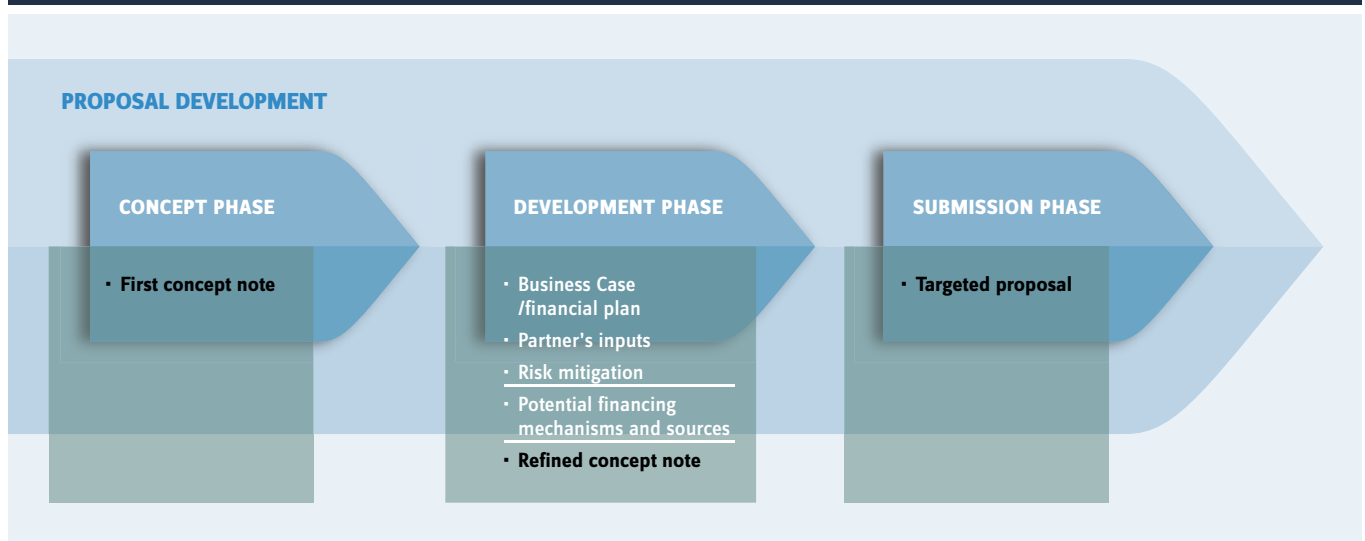 PROPOSAL DEVELOPMENT
CONCEPT PHASE
· First concept note
DEVELOPMENT PHASE
· Business Case
/financial plan
· Partner's inputs
· Risk mitigation
· Potential financing
mechanisms and sources
· Refined concept note
SUBMISSION PHASE
· Targeted proposal